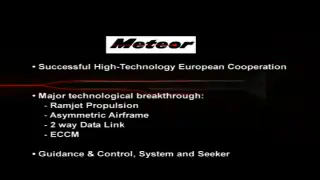 Meteor
• Successful High-Technology European Cooperation
• Major technological breakthrough:
- Ramjet Propulsion
- Asymmetric Airframe
- 2 way Data Link
- ECCM
• Guidance & Control, System and Seeker